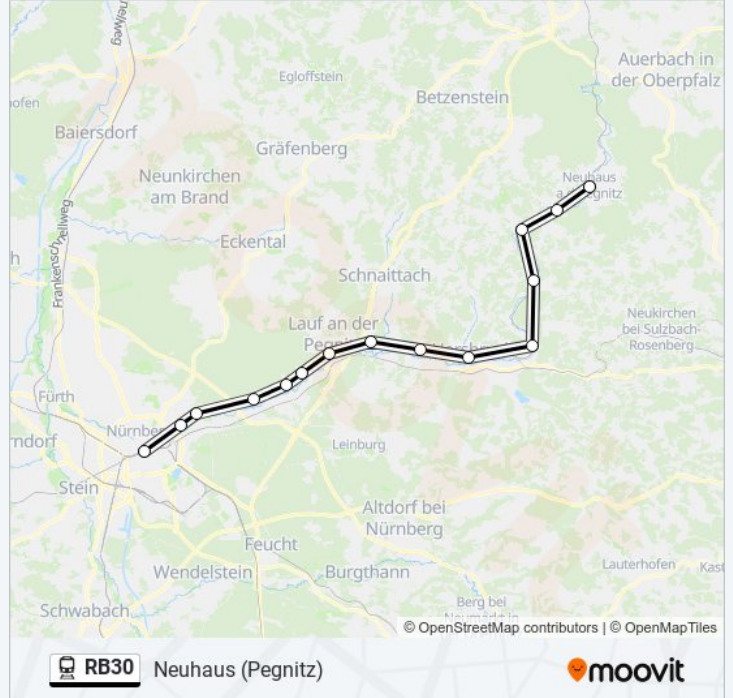 Auerbach in
der Oberpfalz
Egloffstein
Betzenstein
Baiersdorf
Gräfenberg
Neunkirchen
am Brand
Neuhaus
Eckental
Schnaittach
Neukirchen
bei Sulzbach-
Rosenberg
Lauf an der
Fürth
Leinburg
Stein
Altdorf bei
Nürnberg
Feucht
Wendelstein
Burgthann
Lauterhofen
Schwabach
Berg bei
© OpenStreetMap contributors | © OpenMapTiles
RB30 Neuhaus (Pegnitz)
moovit